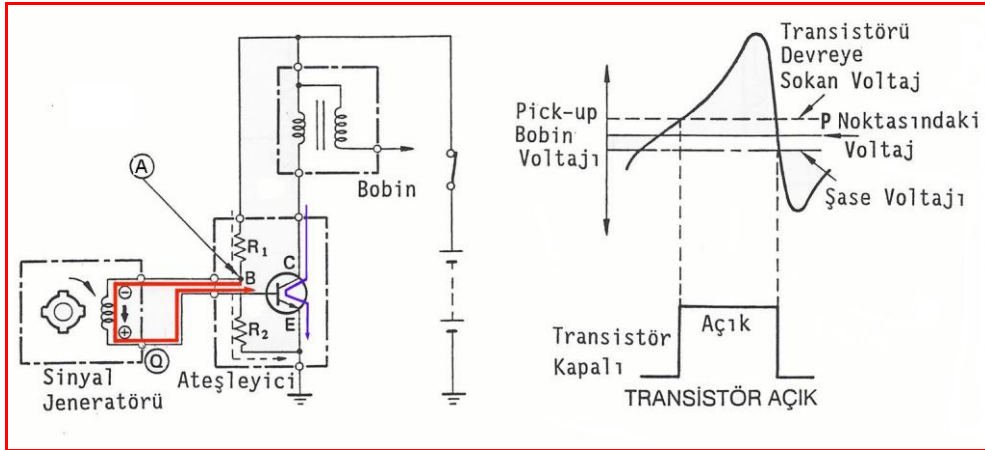 A
R1
B
C
E
R2
−
+
Q
Sinyal
Jeneratörü
Ateşleyici
Bobin
Transistörü
Devreye
Sokan Voltaj
Pick-up
Bobin
Voltajı
P Noktasındaki
Voltaj
Şase Voltajı
Transistör
Kapalı
Açık
TRANSİSTÖR AÇIK